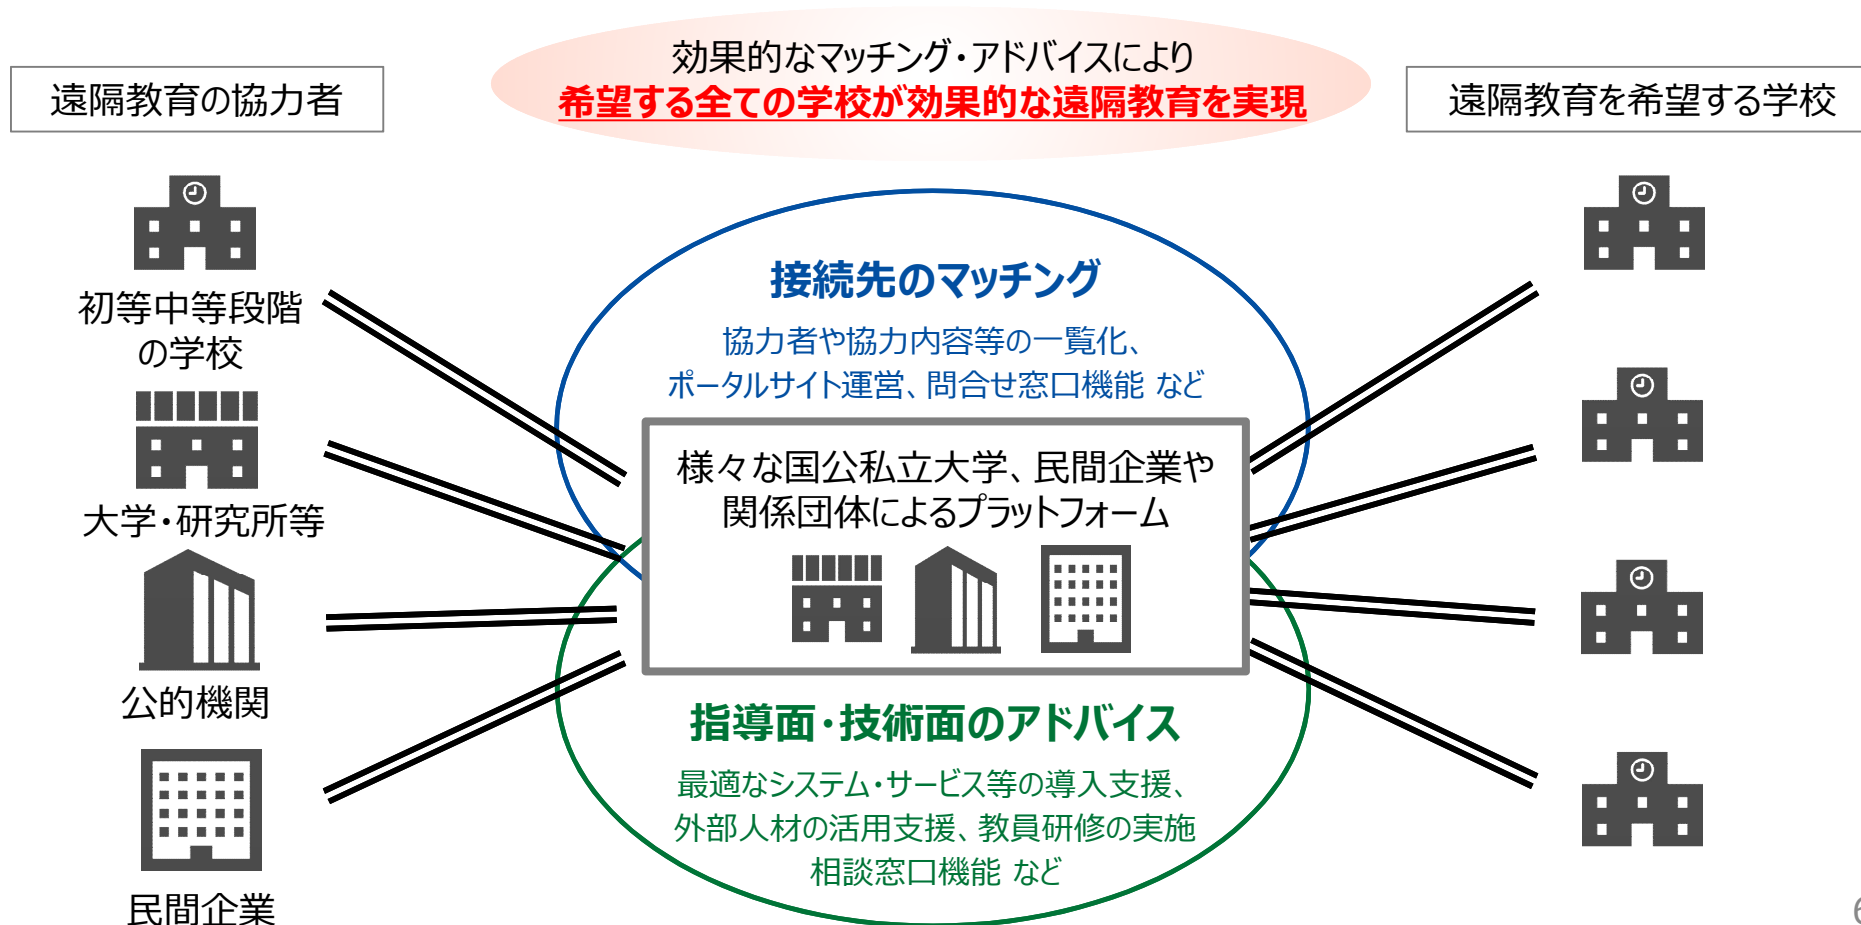 効果的なマッチング・アドバイスにより
希望する全ての学校が効果的な遠隔教育を実現
遠隔教育の協力者
遠隔教育を希望する学校
初等中等段階
の学校
大学・研究所等
公的機関
民間企業
接続先のマッチング
協力者や協力内容等の一覧化、
ポータルサイト運営、問合せ窓口機能 など
様々な国公私立大学、民間企業や
関係団体によるプラットフォーム
指導面・技術面のアドバイス
最適なシステム・サービス等の導入支援、
外部人材の活用支援、教員研修の実施
相談窓口機能 など
6